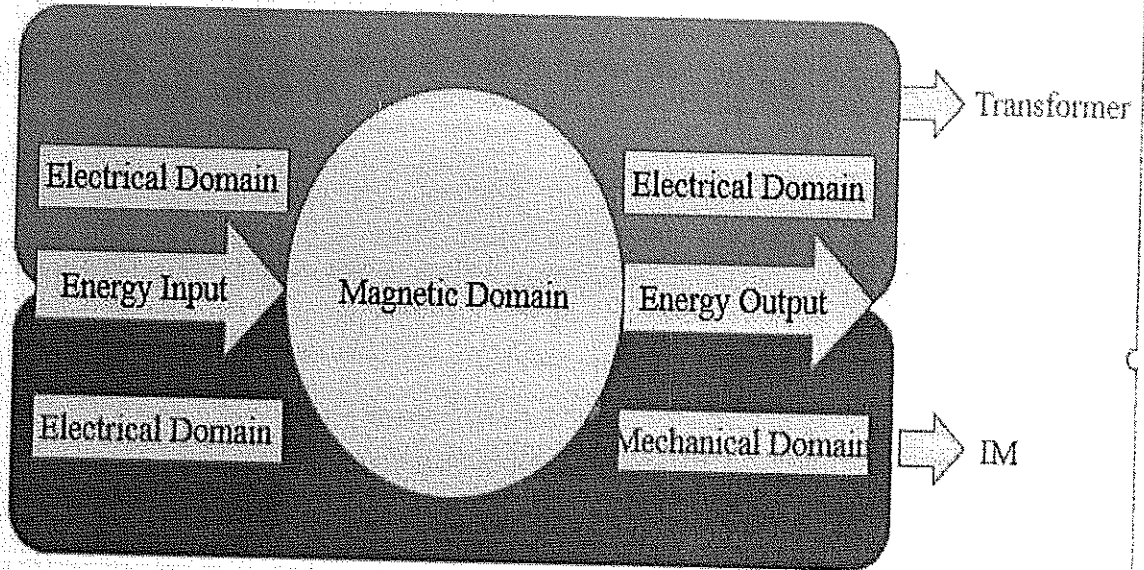 Transformer
Electrical Domain
Electrical Domain
Energy Input
Magnetic Domain
Energy Output
Electrical Domain
Mechanical Domain
IM